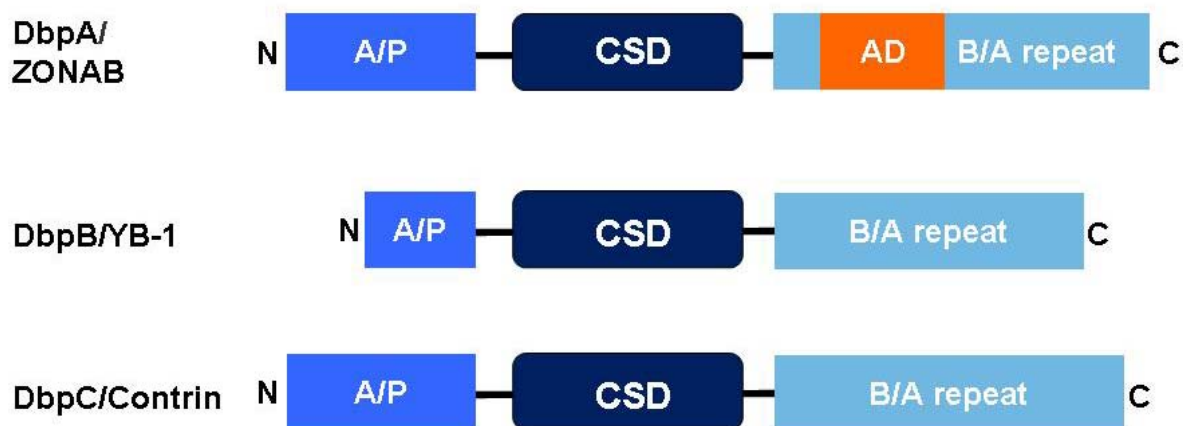 DbpA/
ZONAB
N A/P CSD AD B/A repeat C
DbpB/YB-1 N A/P CSD B/A repeat C
DbpC/Contrin N A/P CSD B/A repeat C